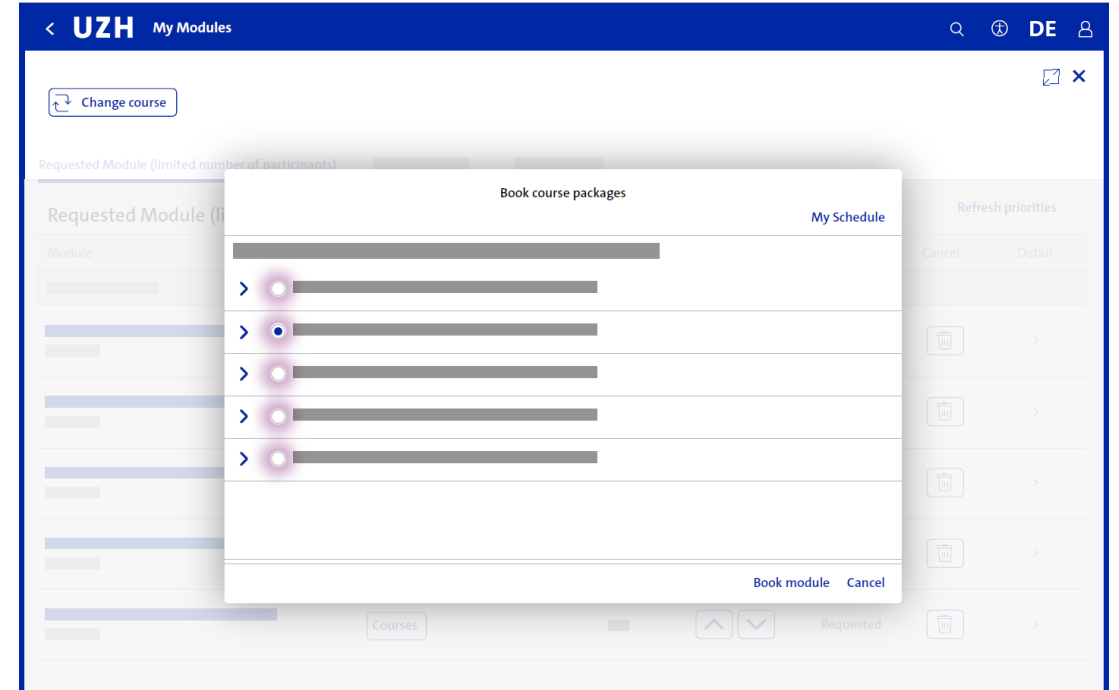 UZH My Modules DE
Change course
Requested Module (limited number of participants)
Book course packages
Requested Module (li
Refresh priorities
My Schedule
Module
Cancel Detail
Book module Cancel
Courses Requested